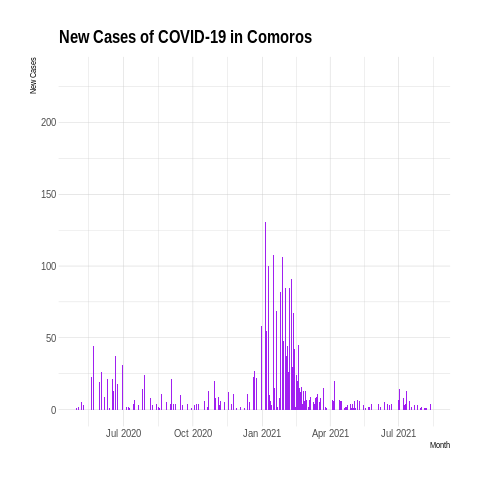 New Cases of COVID-19 in Comoros
New Cases
200
150
100
50
0
Jul 2020 Oct 2020 Jan 2021 Apr 2021 Jul 2021
Month